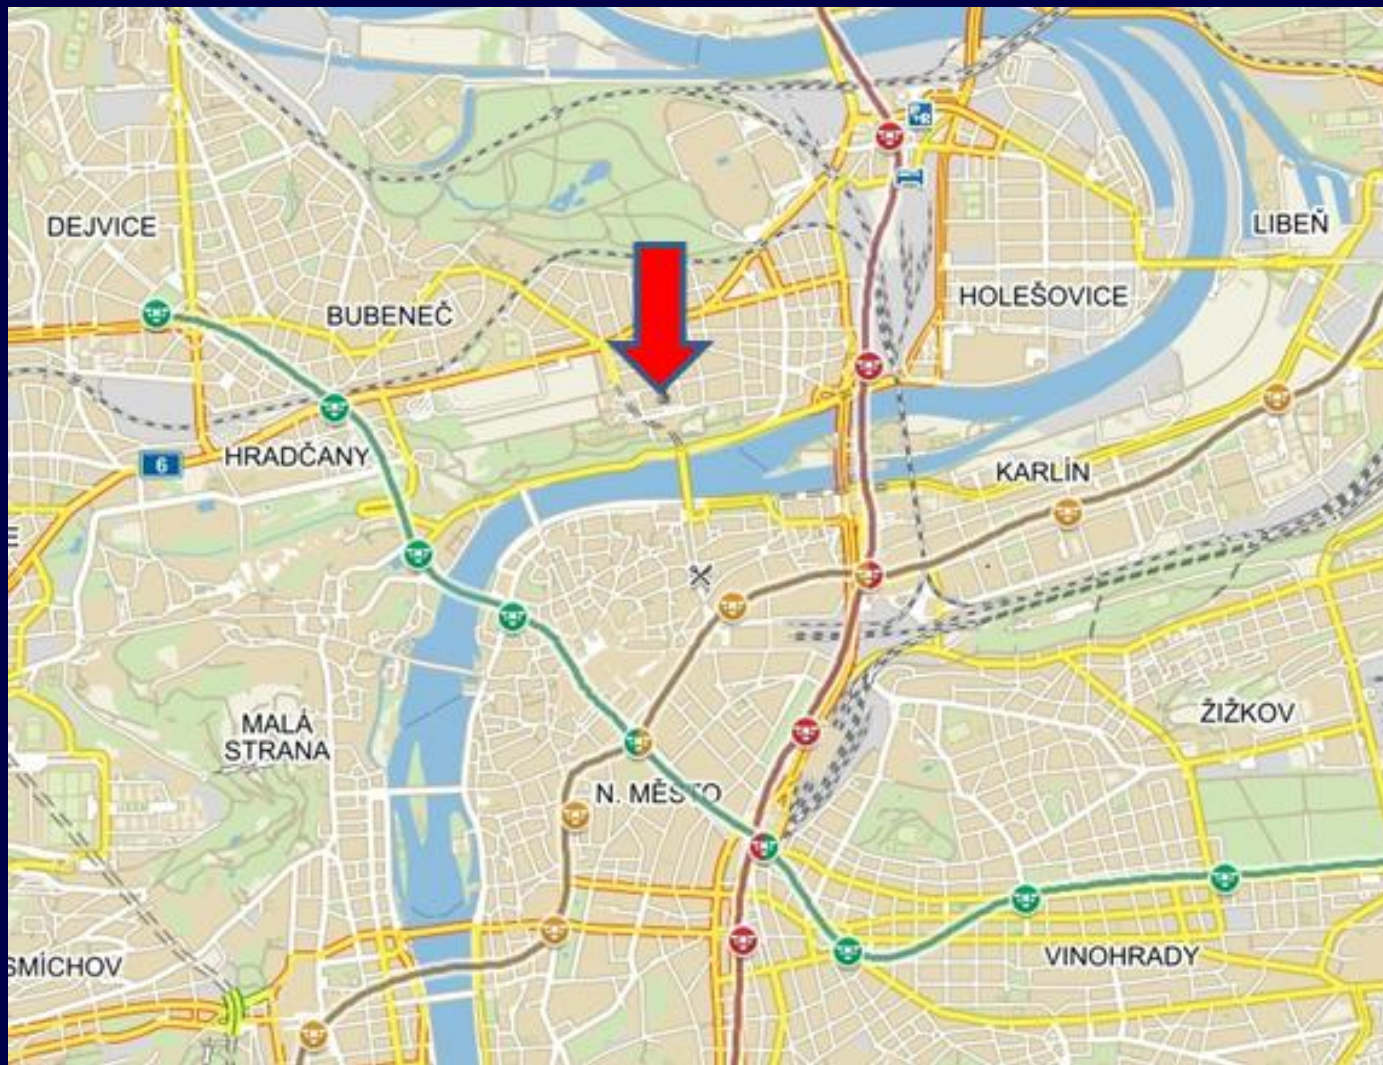 DEJVICE
LIBEŇ
HOLEŠOVICE
BUBENEČ
HRADČANY
6
KARLÍN
E
MALÁ
STRANA
ŽIŽKOV
N. MĚSTO
VINOHRADY
SMÍCHOV
P+R